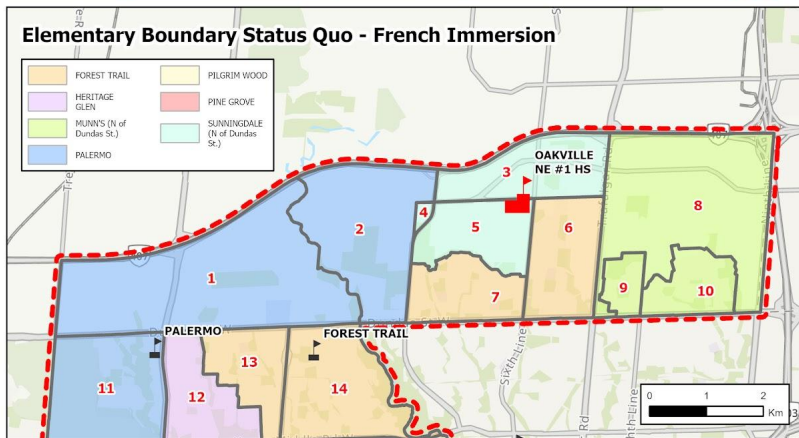 Elementary Boundary Status Quo - French Immersion
FOREST TRAIL
HERITAGE
GLEN
MUNN'S (N of
Dundas St.)
PALERMO
PILGRIM WOOD
PINE GROVE
SUNNINGDALE
(N of Dundas
St.)
OAKVILLE
NE #1 HS
3
4
5
2
6
8
1
7
9
10
407
407
PALERMO
FOREST TRAIL
13
11
12
14
Sixth-Line
0 1 2
Km